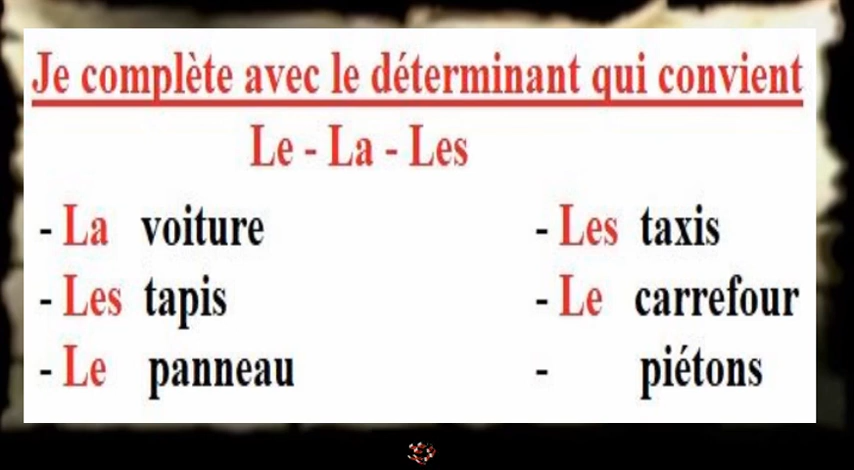 Je complète avec le déterminant qui convient
Le - La - Les
- La voiture - Les taxis
- Les tapis - Le carrefour
- Le panneau - piétons